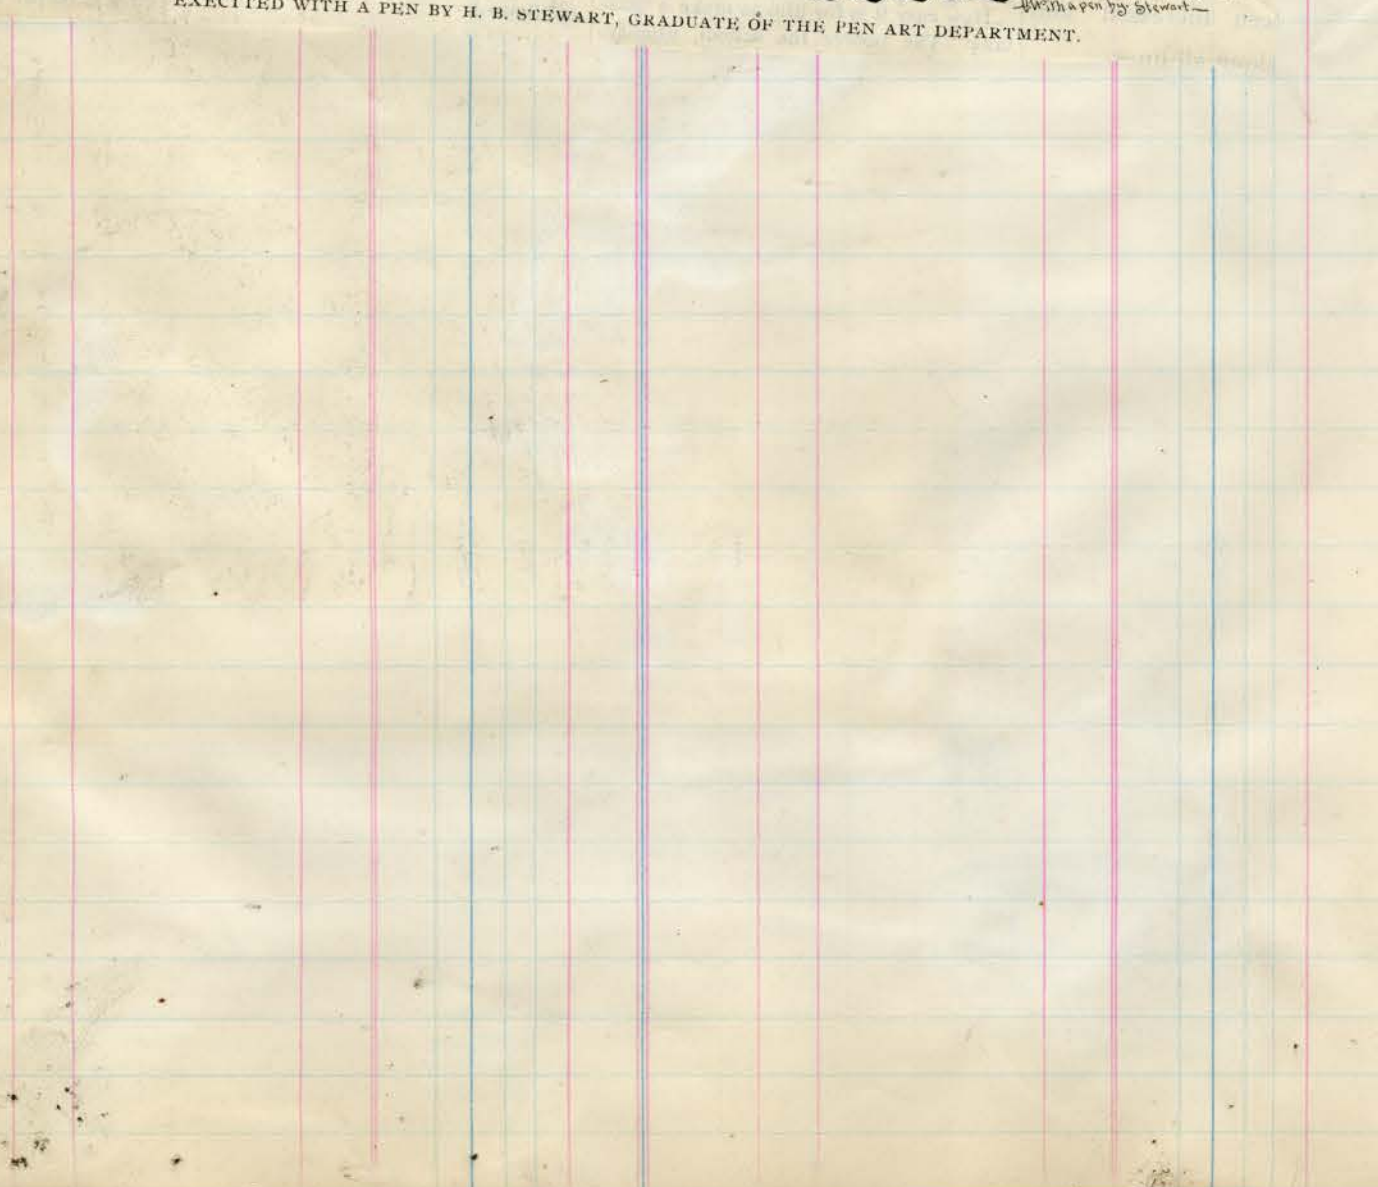 With a pen by Stewart
EXECUTED WITH A PEN BY H. B. STEWART, GRADUATE OF THE PEN ART DEPARTMENT.